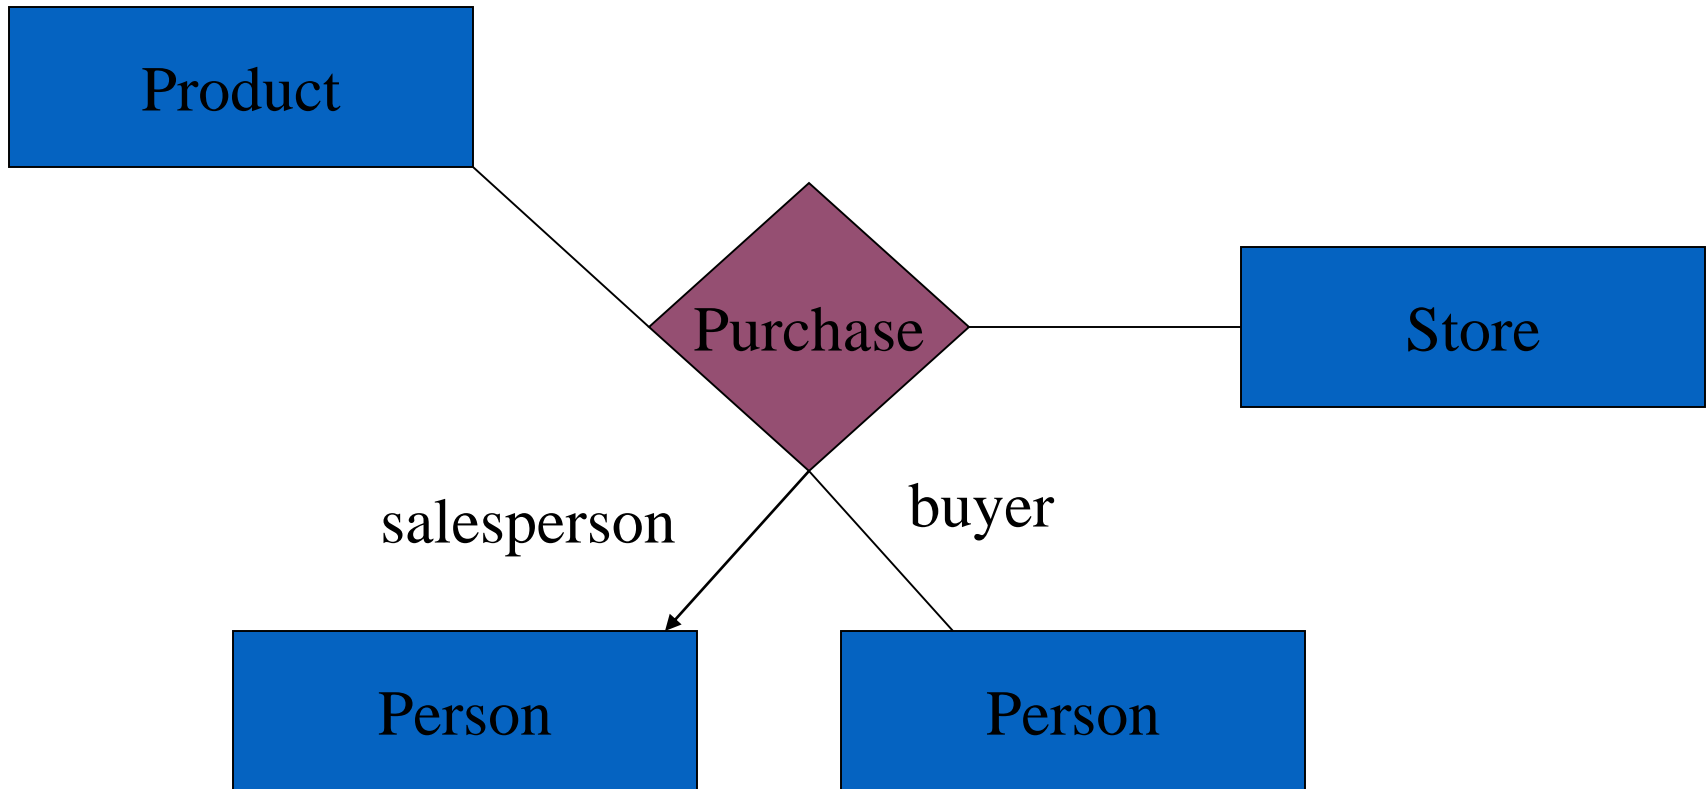 Product
Purchase
Store
salesperson
buyer
Person
Person